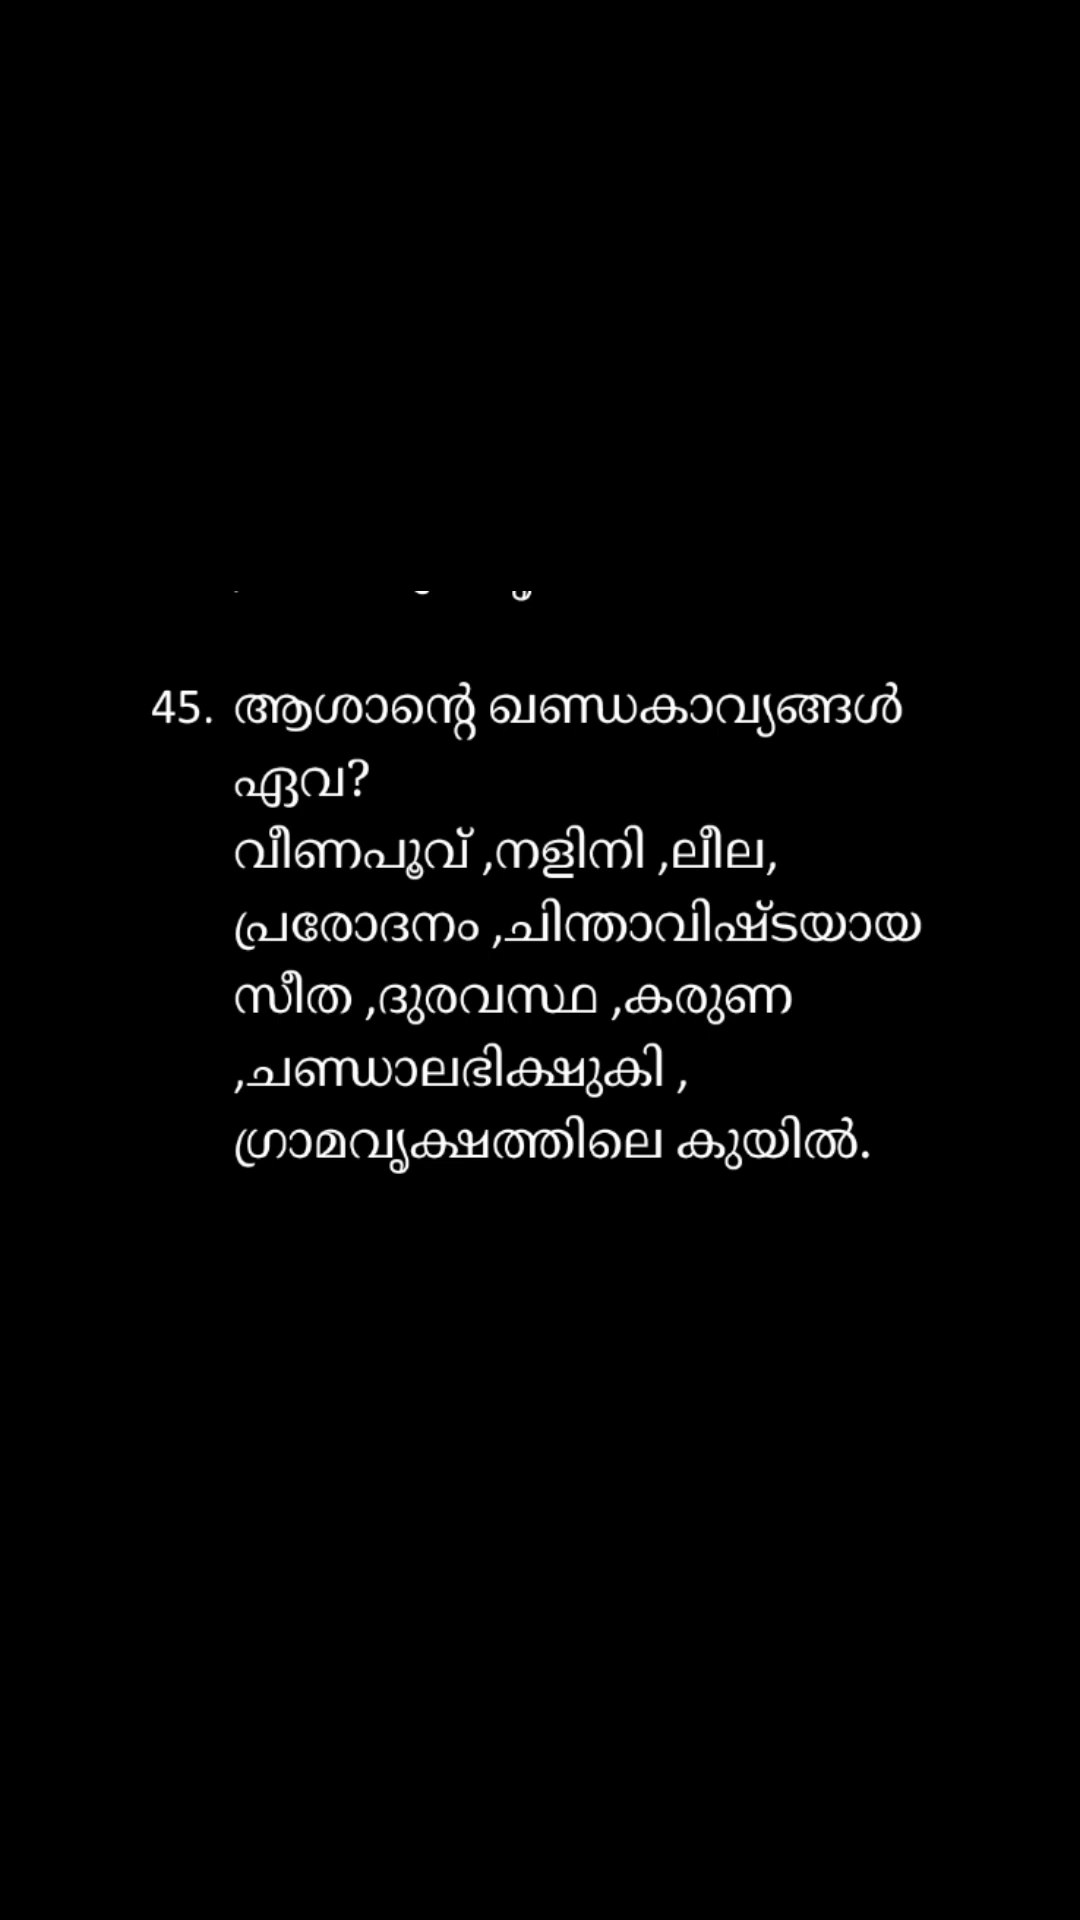 45. ആശാന്റെ ഖണ്ഡകാവ്യങ്ങൾ
ഏവ?
വീണപൂവ് ,നളിനി ,ലീല,
പ്രരോദനം ,ചിന്താവിഷ്ടയായ
സീത ,ദുരവസ്ഥ ,കരുണ
,ചണ്ഡാലഭിക്ഷുകി ,
ഗ്രാമവൃക്ഷത്തിലെ കുയിൽ.